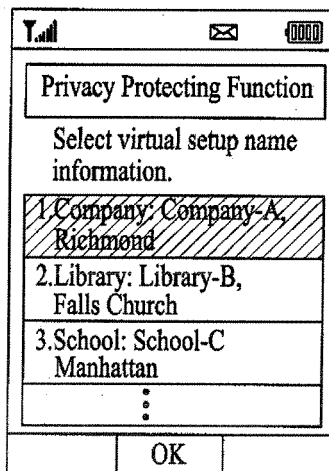 Privacy Protecting Function
Select virtual setup name
information.
1.Company: Company-A,
Richmond
2.Library: Library-B,
Falls Church
3.School: School-C
Manhattan
OK